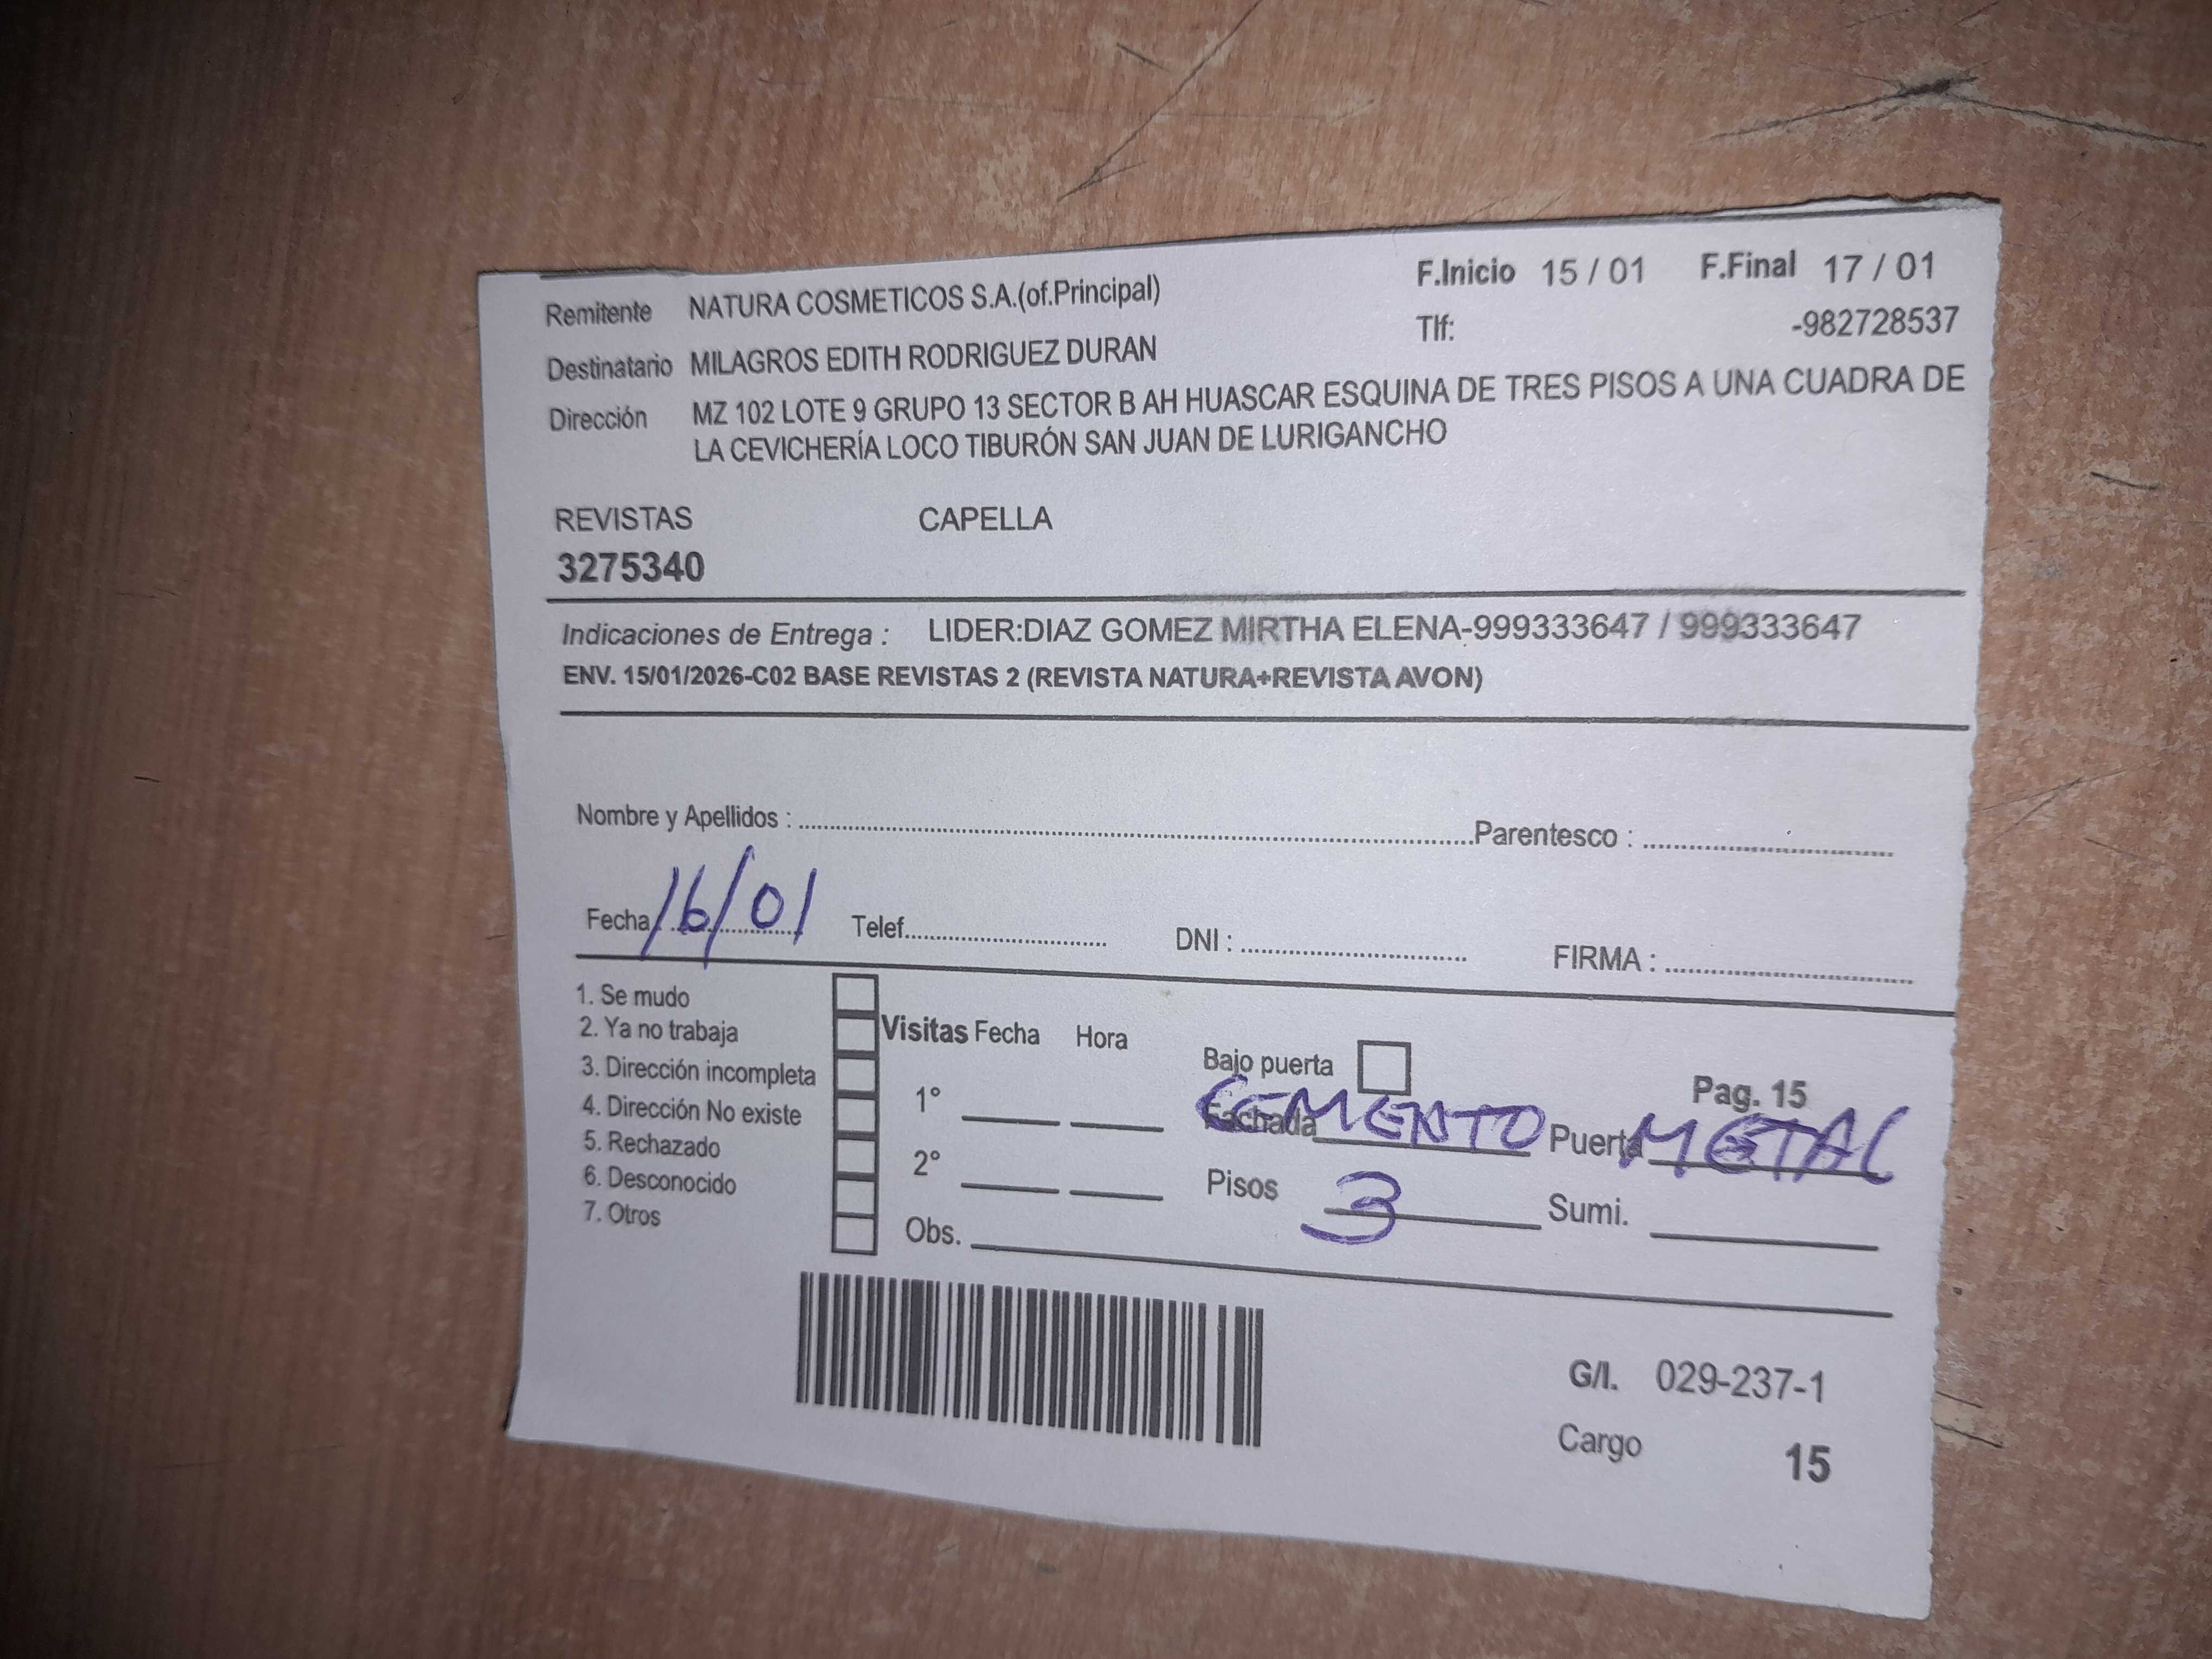 Remitente NATURA COSMETICOS S.A.(of.Principal) F.Inicio 15 / 01 F.Final 17 / 01
Tlf: -982728537
Destinatario MILAGROS EDITH RODRIGUEZ DURAN
Dirección MZ 102 LOTE 9 GRUPO 13 SECTOR B AH HUASCAR ESQUINA DE TRES PISOS A UNA CUADRA DE
LA CEVICHERÍA LOCO TIBURÓN SAN JUAN DE LURIGANCHO
REVISTAS CAPELLA
3275340
Indicaciones de Entrega : LIDER:DIAZ GOMEZ MIRTHA ELENA-999333647 / 999333647
ENV. 15/01/2026-C02 BASE REVISTAS 2 (REVISTA NATURA+REVISTA AVON)
Nombre y Apellidos : Parentesco :
Fecha 16/01 Telef. DNI : FIRMA :
1. Se mudo
2. Ya no trabaja
3. Dirección incompleta
4. Dirección No existe
5. Rechazado
6. Desconocido
7. Otros
Visitas Fecha Hora
1°
2°
Obs.
Bajo puerta
Pag. 15
Fachada CEMENTO Puerta METAL
Pisos 3 Sumi.
G/I. 029-237-1
Cargo 15